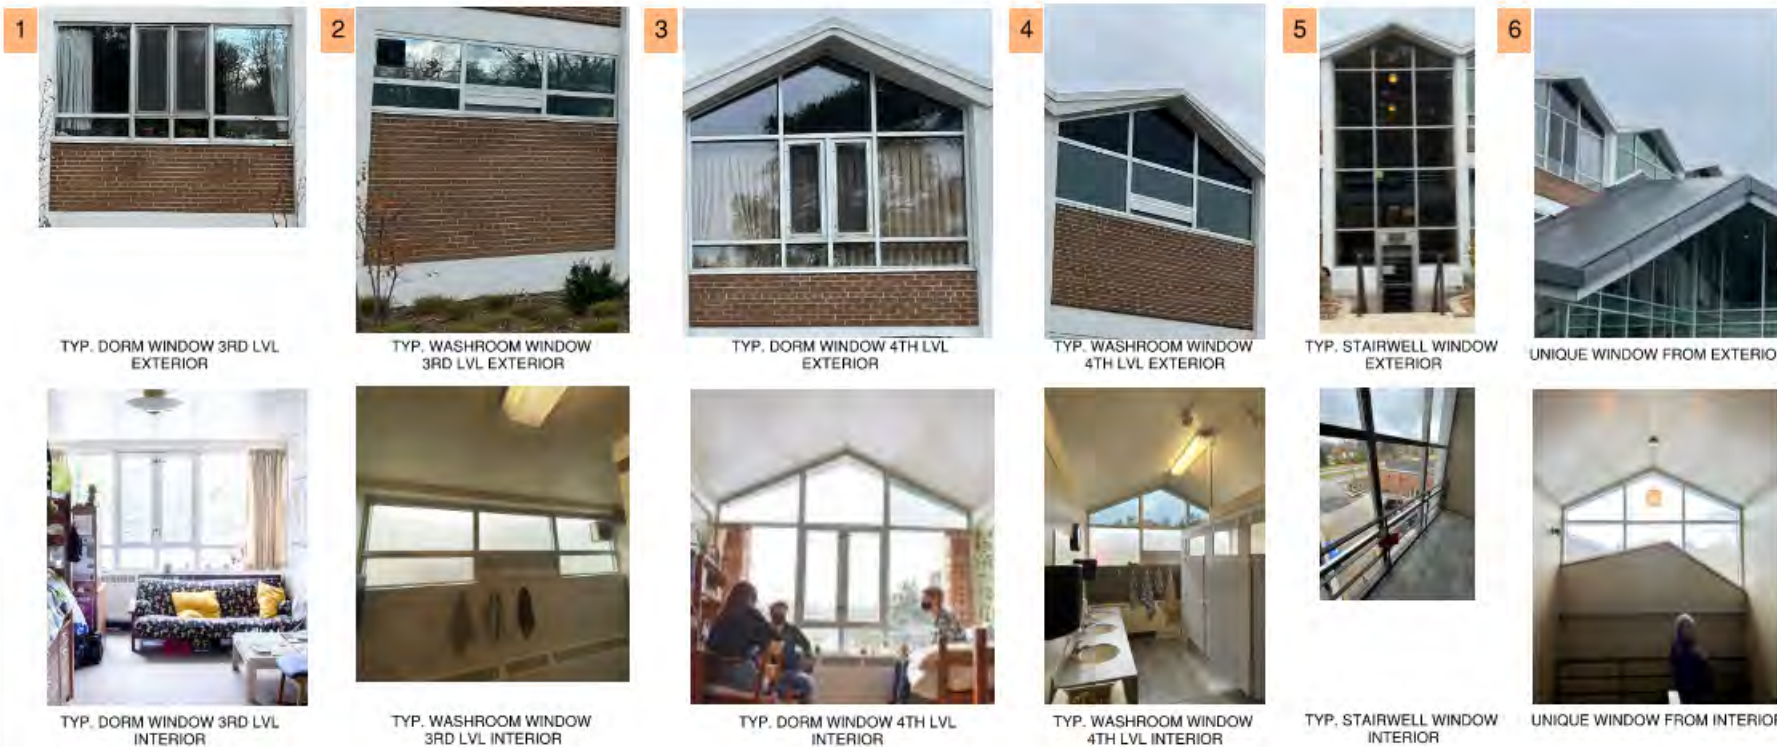 1
2
3
4
5
6
TYP. DORM WINDOW 3RD LVL
EXTERIOR
TYP. WASHROOM WINDOW
3RD LVL EXTERIOR
TYP. DORM WINDOW 4TH LVL
EXTERIOR
TYP. WASHROOM WINDOW
4TH LVL EXTERIOR
TYP. STAIRWELL WINDOW
EXTERIOR
UNIQUE WINDOW FROM EXTERIO
TYP. DORM WINDOW 3RD LVL
INTERIOR
TYP. WASHROOM WINDOW
3RD LVL INTERIOR
TYP. DORM WINDOW 4TH LVL
INTERIOR
TYP. WASHROOM WINDOW
4TH LVL INTERIOR
TYP. STAIRWELL WINDOW
INTERIOR
UNIQUE WINDOW FROM INTERIOR